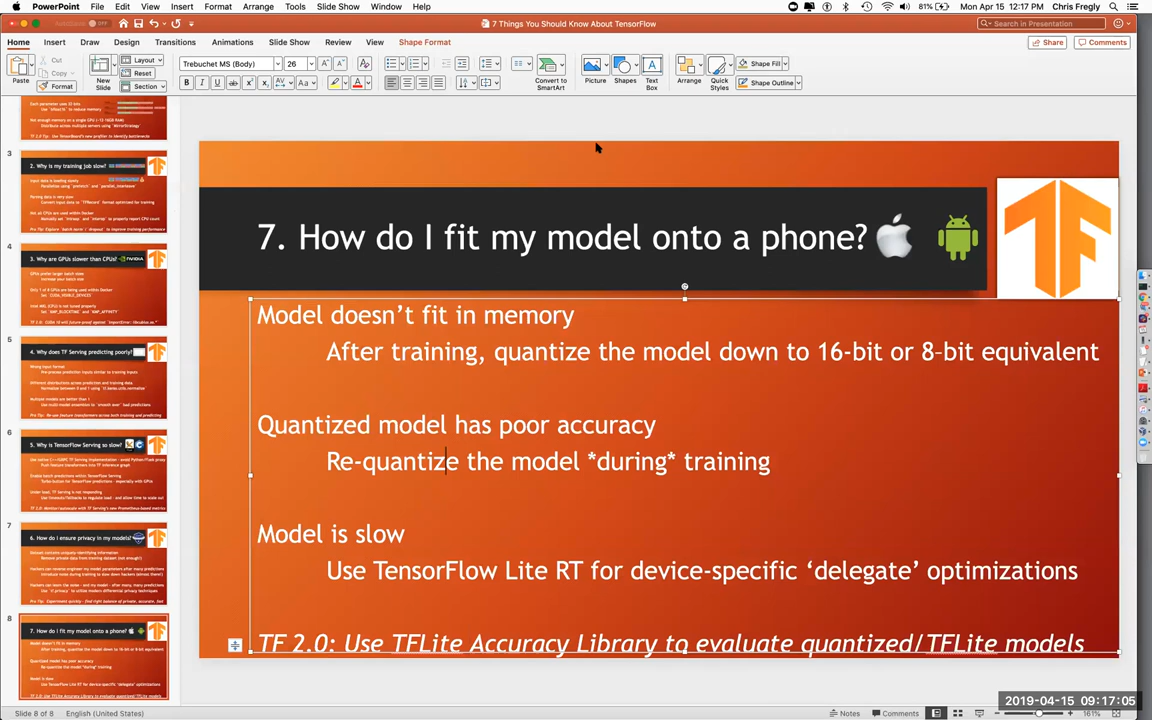 PowerPoint File Edit View Insert Format Arrange Tools Slide Show Window Help 81% Mon Apr 15 12:17 PM Chris Fregly
AutoSave OFF 7 Things You Should Know About TensorFlow Search in Presentation
Home Insert Draw Design Transitions Animations Slide Show Review View Shape Format Share Comments
Paste Cut Copy Format New Slide Layout Reset Section Trebuchet MS (Body) 26 Convert to SmartArt Picture Shapes Text Box Arrange Quick Styles Shape Fill Shape Outline
3
2. Why is my training job slow?
4
3. Why are GPUs slower than CPUs?
5
4. Why does TF Serving predicting poorly?
6
5. Why is TensorFlow Serving so slow?
7
6. How do I ensure privacy in my models?
8
7. How do I fit my model onto a phone?
7. How do I fit my model onto a phone?
Model doesn't fit in memory
After training, quantize the model down to 16-bit or 8-bit equivalent
Quantized model has poor accuracy
Re-quantize the model *during* training
Model is slow
Use TensorFlow Lite RT for device-specific ‘delegate’ optimizations
TF 2.0: Use TFLite Accuracy Library to evaluate quantized/TFLite models
2019-04-15 09:17:05
Slide 8 of 8 English (United States) Notes Comments 161%